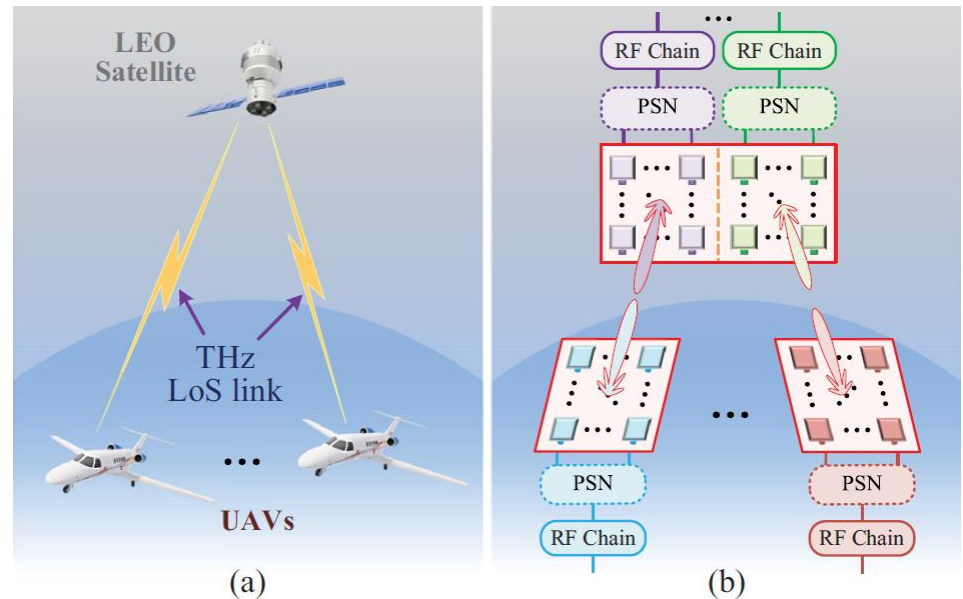 LEO
Satellite
THz
LoS link
...
UAVs
(a)
...
RF Chain
RF Chain
PSN
PSN
...
PSN
PSN
RF Chain
RF Chain
(b)